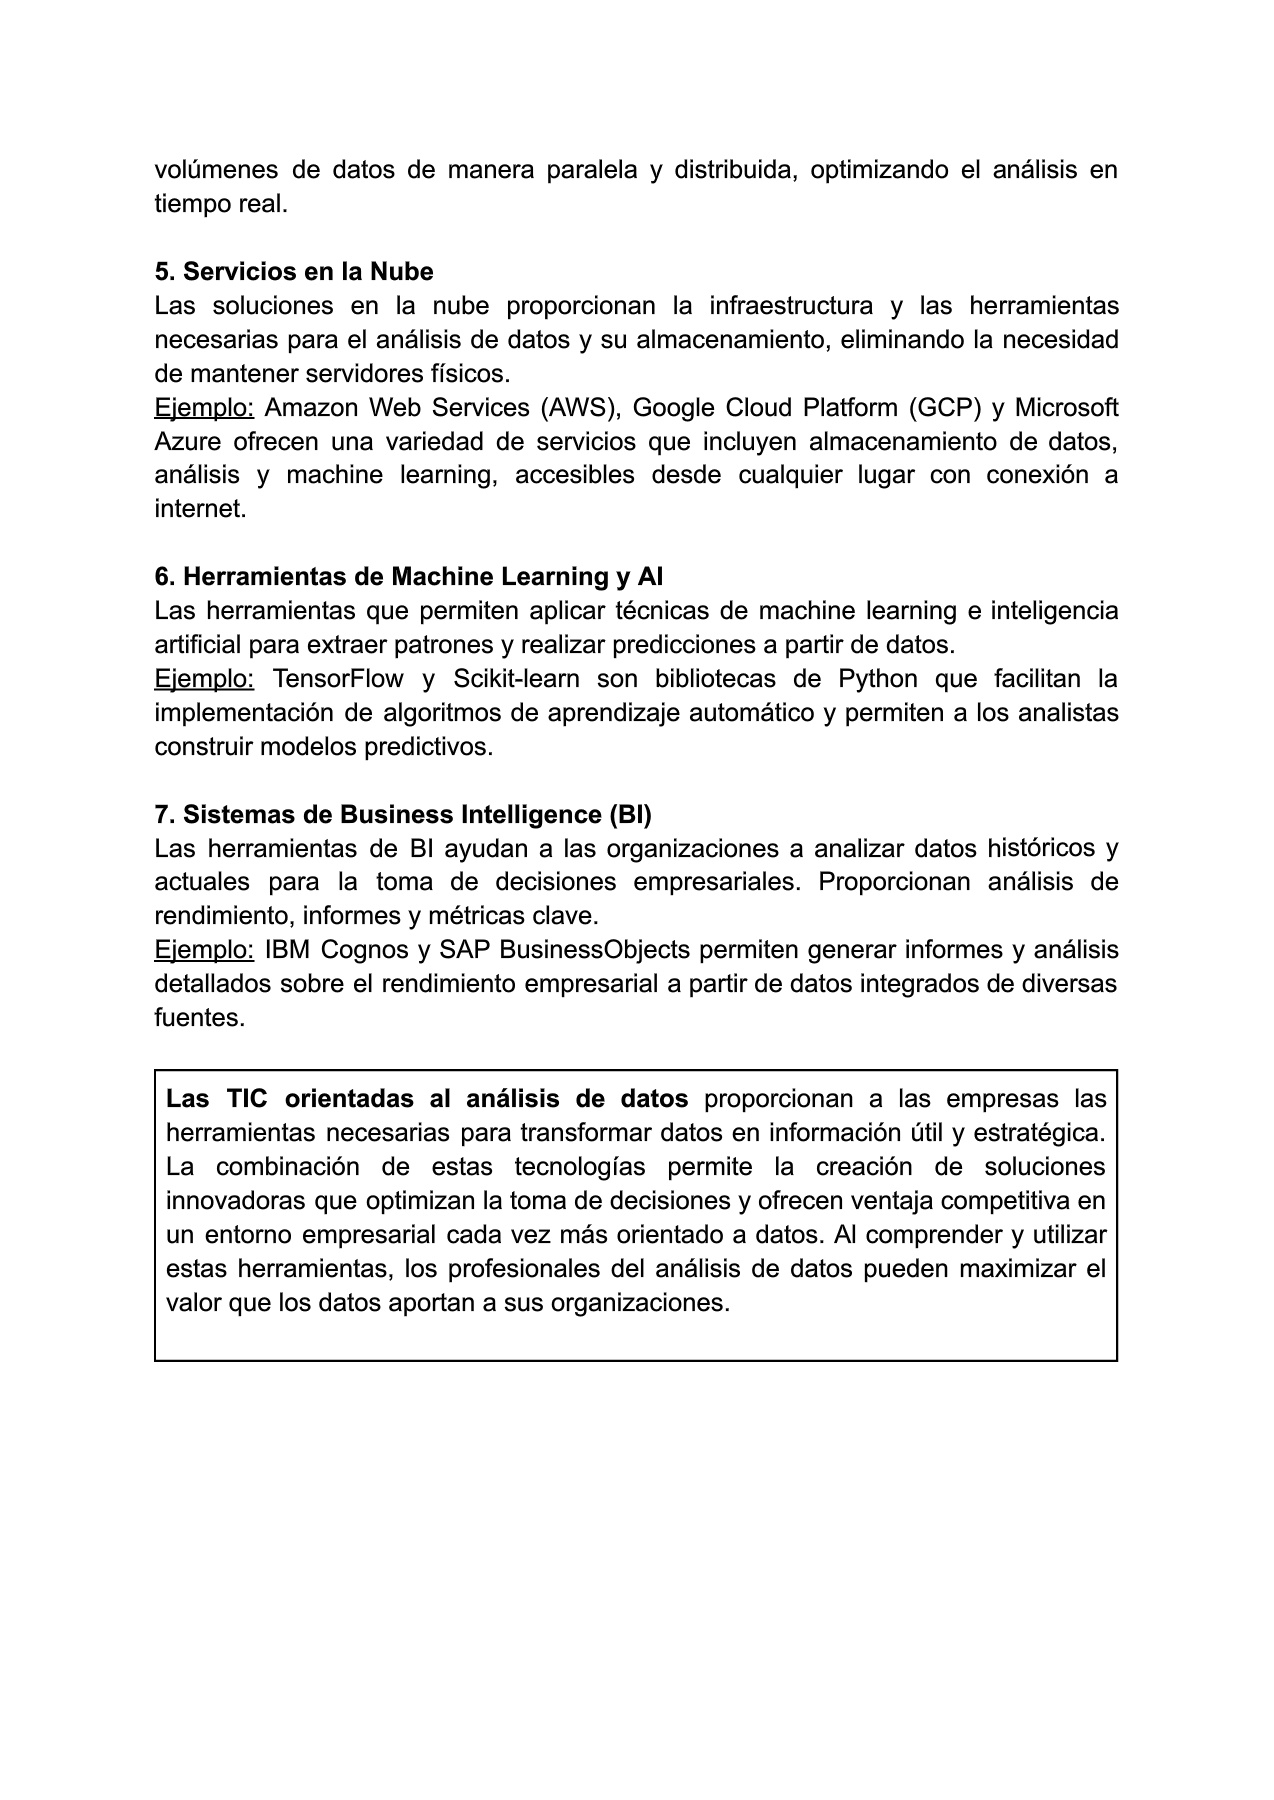 volúmenes de datos de manera paralela y distribuida, optimizando el análisis en
tiempo real.
5. Servicios en la Nube
Las soluciones en la nube proporcionan la infraestructura y las herramientas
necesarias para el análisis de datos y su almacenamiento, eliminando la necesidad
de mantener servidores físicos.
Ejemplo: Amazon Web Services (AWS), Google Cloud Platform (GCP) y Microsoft
Azure ofrecen una variedad de servicios que incluyen almacenamiento de datos,
análisis y machine learning, accesibles desde cualquier lugar con conexión a
internet.
6. Herramientas de Machine Learning y AI
Las herramientas que permiten aplicar técnicas de machine learning e inteligencia
artificial para extraer patrones y realizar predicciones a partir de datos.
Ejemplo: TensorFlow y Scikit-learn son bibliotecas de Python que facilitan la
implementación de algoritmos de aprendizaje automático y permiten a los analistas
construir modelos predictivos.
7. Sistemas de Business Intelligence (BI)
Las herramientas de BI ayudan a las organizaciones a analizar datos históricos y
actuales para la toma de decisiones empresariales. Proporcionan análisis de
rendimiento, informes y métricas clave.
Ejemplo: IBM Cognos y SAP BusinessObjects permiten generar informes y análisis
detallados sobre el rendimiento empresarial a partir de datos integrados de diversas
fuentes.
Las TIC orientadas al análisis de datos proporcionan a las empresas las
herramientas necesarias para transformar datos en información útil y estratégica.
La combinación de estas tecnologías permite la creación de soluciones
innovadoras que optimizan la toma de decisiones y ofrecen ventaja competitiva en
un entorno empresarial cada vez más orientado a datos. Al comprender y utilizar
estas herramientas, los profesionales del análisis de datos pueden maximizar el
valor que los datos aportan a sus organizaciones.